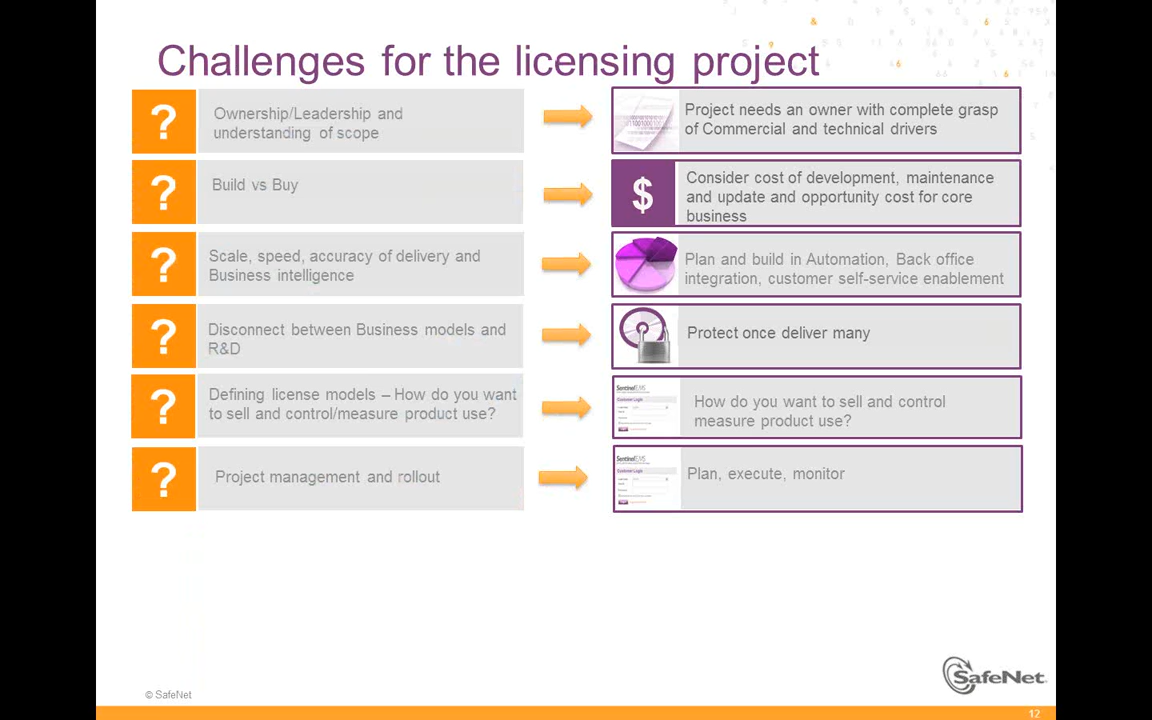 Challenges for the licensing project
?
Ownership/Leadership and
understanding of scope
Project needs an owner with complete grasp
of Commercial and technical drivers
?
Build vs Buy
$
Consider cost of development, maintenance
and update and opportunity cost for core
business
?
Scale, speed, accuracy of delivery and
Business intelligence
Plan and build in Automation, Back office
integration, customer self-service enablement
?
Disconnect between Business models and
R&D
Protect once deliver many
?
Defining license models – How do you want
to sell and control/measure product use?
How do you want to sell and control
measure product use?
?
Project management and rollout
Plan, execute, monitor
© SafeNet
SafeNet
12